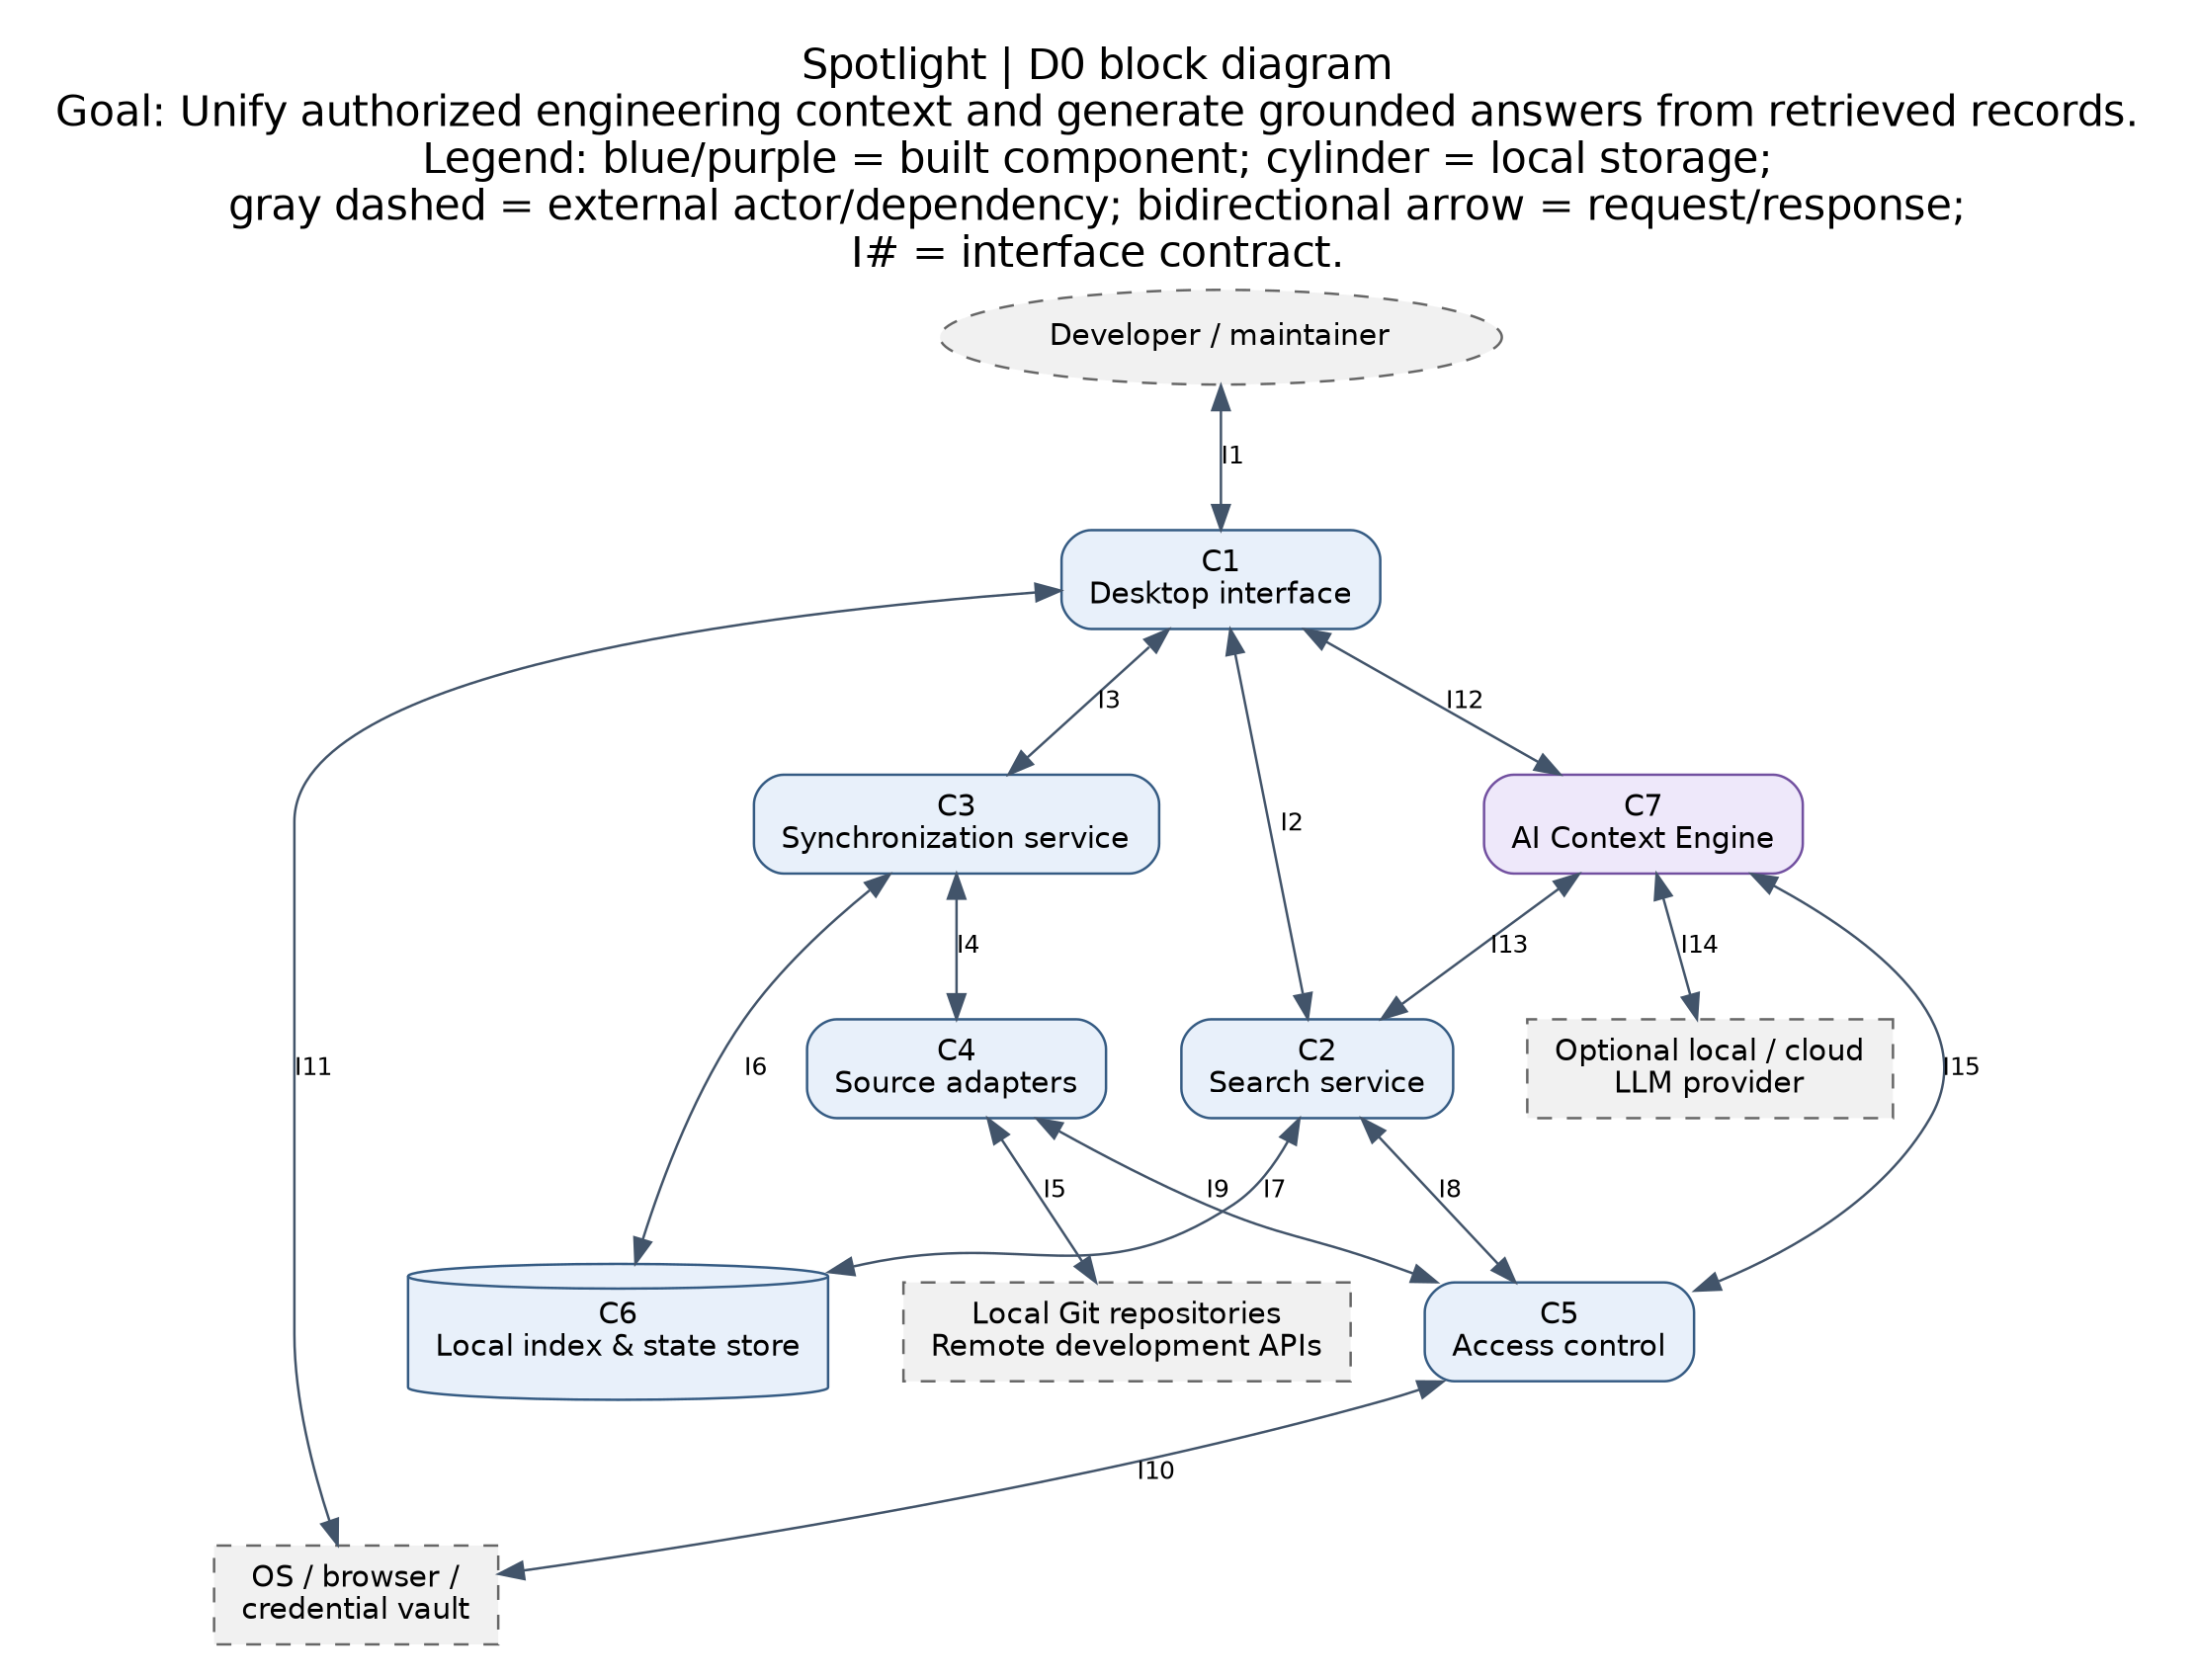 Spotlight | D0 block diagram
Goal: Unify authorized engineering context and generate grounded answers from retrieved records.
Legend: blue/purple = built component; cylinder = local storage;
gray dashed = external actor/dependency; bidirectional arrow = request/response;
I# = interface contract.
Developer / maintainer
I1
C1
Desktop interface
I3
I12
C3
Synchronization service
I2
C7
AI Context Engine
I4
I13
I14
I11
I6
C4
Source adapters
C2
Search service
Optional local / cloud
LLM provider
I15
I5
I9
I7
I8
C6
Local index & state store
Local Git repositories
Remote development APIs
C5
Access control
I10
OS / browser /
credential vault